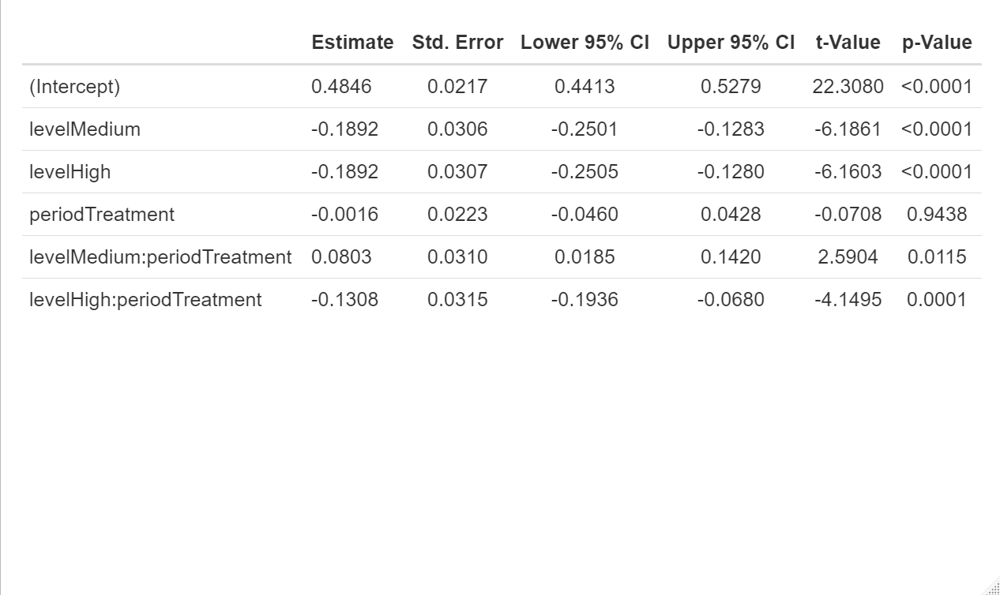 Estimate Std. Error Lower 95% CI Upper 95% CI t-Value p-Value
(Intercept) 0.4846 0.0217 0.4413 0.5279 22.3080 <0.0001
levelMedium -0.1892 0.0306 -0.2501 -0.1283 -6.1861 <0.0001
levelHigh -0.1892 0.0307 -0.2505 -0.1280 -6.1603 <0.0001
periodTreatment -0.0016 0.0223 -0.0460 0.0428 -0.0708 0.9438
levelMedium:periodTreatment 0.0803 0.0310 0.0185 0.1420 2.5904 0.0115
levelHigh:periodTreatment -0.1308 0.0315 -0.1936 -0.0680 -4.1495 0.0001